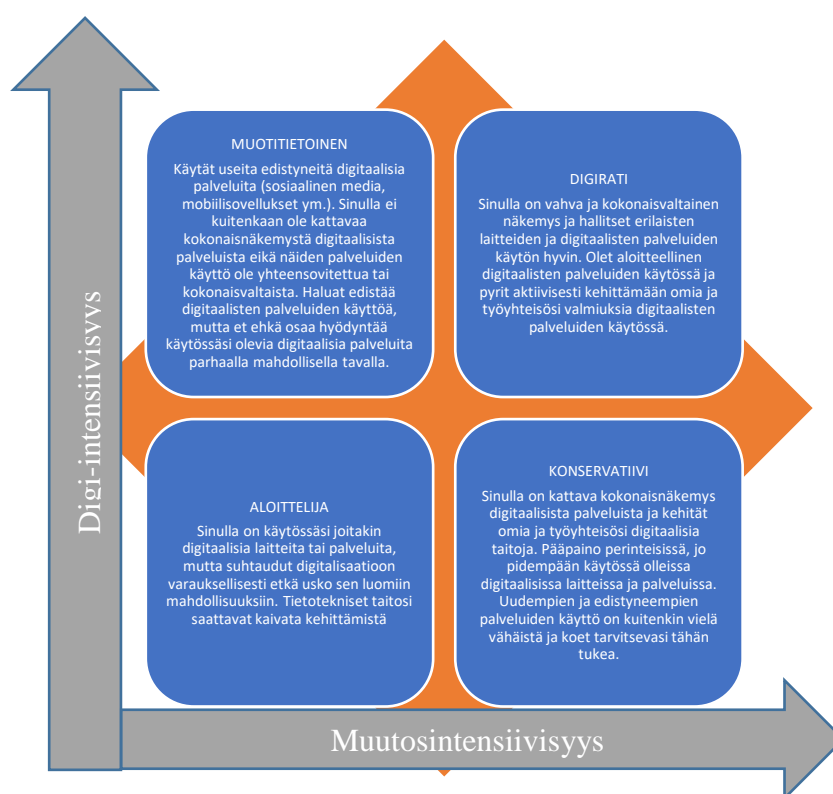 MUOTITIETOINEN
Käytät useita edistyneitä digitaalisia
palveluita (sosiaalinen media,
mobiilisovellukset ym.). Sinulla ei
kuitenkaan ole kattavaa
kokonaisnäkemystä digitaalisista
palveluista eikä näiden palveluiden
käyttö ole yhteensovitettua tai
kokonaisvaltaista. Haluat edistää
digitaalisten palveluiden käyttöä,
mutta et ehkä osaa hyödyntää
käytössäsi olevia digitaalisia palveluita
parhaalla mahdollisella tavalla.
DIGIRATI
Sinulla on vahva ja kokonaisvaltainen
näkemys ja hallitset erilaisten
laitteiden ja digitaalisten palveluiden
käytön hyvin. Olet aloitteellinen
digitaalisten palveluiden käytössä ja
pyrit aktiivisesti kehittämään omia ja
työyhteisösi valmiuksia digitaalisten
palveluiden käytössä.
ALOITTELIJA
Sinulla on käytössäsi joitakin
digitaalisia laitteita tai palveluita,
mutta suhtaudut digitalisaatioon
varauksellisesti etkä usko sen luomiin
mahdollisuuksiin. Tietotekniset taitosi
saattavat kaivata kehittämistä
KONSERVATIIVI
Sinulla on kattava kokonaisnäkemys
digitaalisista palveluista ja kehität
omia ja työyhteisösi digitaalisia
taitoja. Pääpaino perinteisissä, jo
pidempään käytössä olleissa
digitaalisissa laitteissa ja palveluissa.
Uudempien ja edistyneempien
palveluiden käyttö on kuitenkin vielä
vähäistä ja koet tarvitsevasi tähän
tukea.
Digi-intensiivisyys
Muutosintensiivisyys